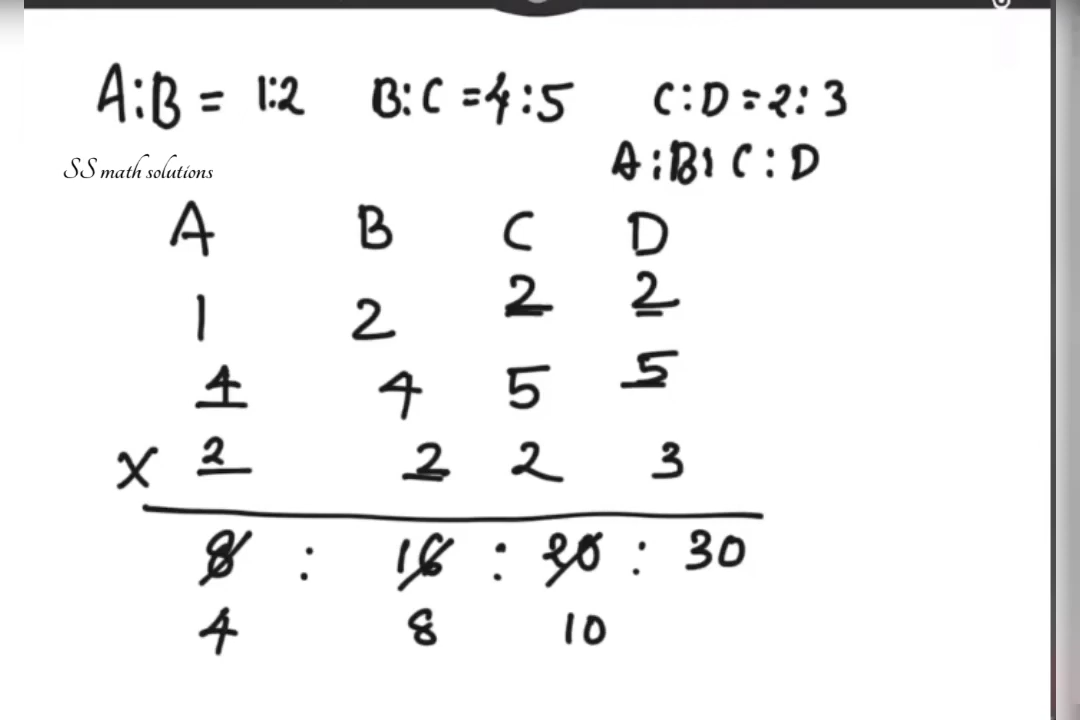 A:B = 1:2 B:C = 4:5 C:D = 2:3
SS math solutions A:B: C:D
A B C D
1 2 2 2
4 4 5 5
X 2 2 2 3
8 : 16 : 20 : 30
4 8 10